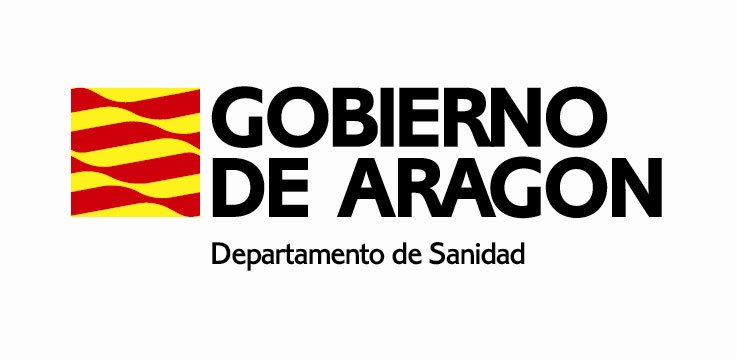 GOBIERNO
DE ARAGON
Departamento de Sanidad